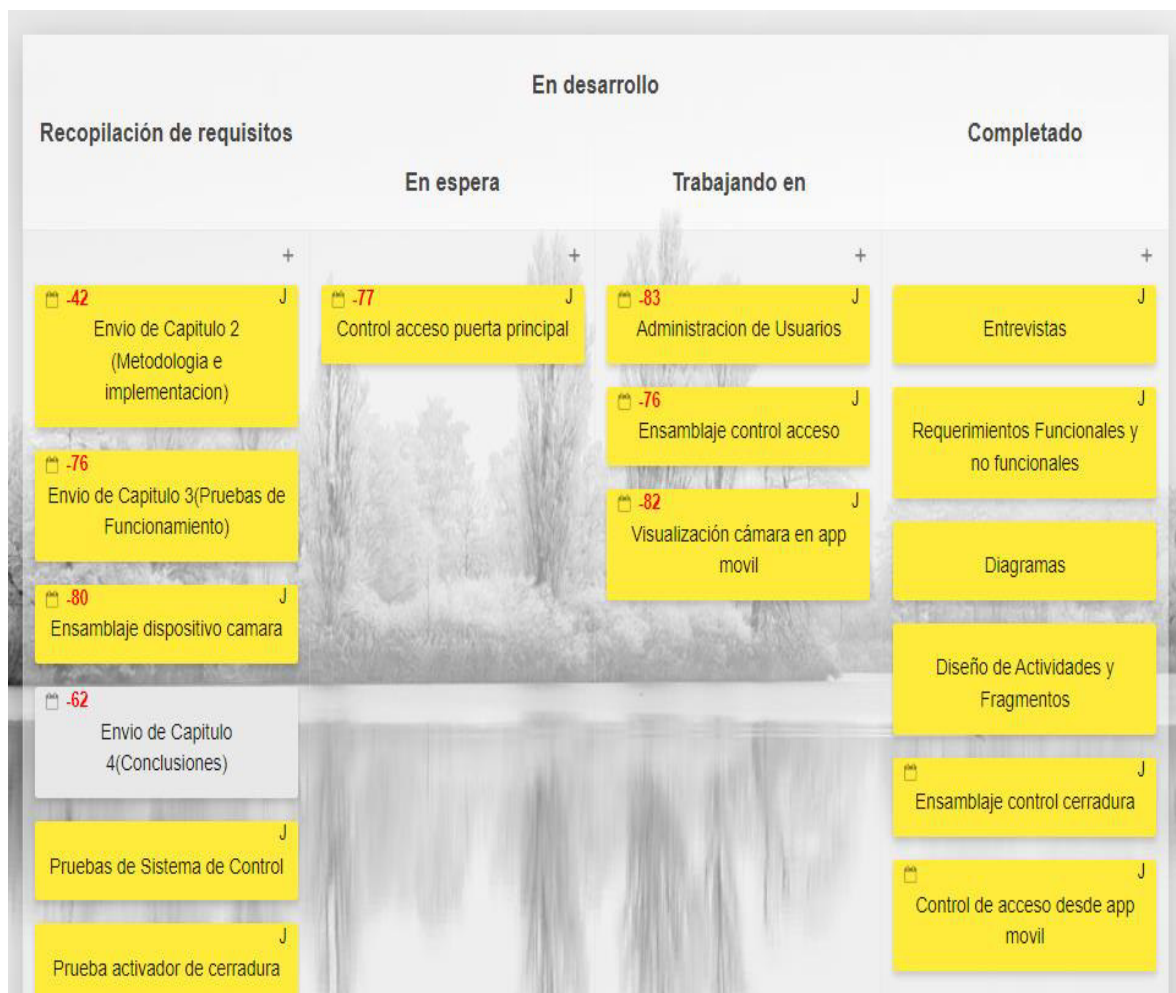 En desarrollo
Recopilación de requisitos
Completado
En espera
Trabajando en
+
+
+
+
-42
J
Envio de Capitulo 2
(Metodologia e
implementacion)
-76
Envio de Capitulo 3(Pruebas de
Funcionamiento)
-80
J
Ensamblaje dispositivo camara
-62
Envio de Capitulo
4(Conclusiones)
J
Pruebas de Sistema de Control
J
Prueba activador de cerradura
-77
J
Control acceso puerta principal
-83
J
Administracion de Usuarios
-76
J
Ensamblaje control acceso
-82
J
Visualización cámara en app
movil
J
Entrevistas
J
Requerimientos Funcionales y
no funcionales
Diagramas
Diseño de Actividades y
Fragmentos
J
Ensamblaje control cerradura
J
Control de acceso desde app
movil